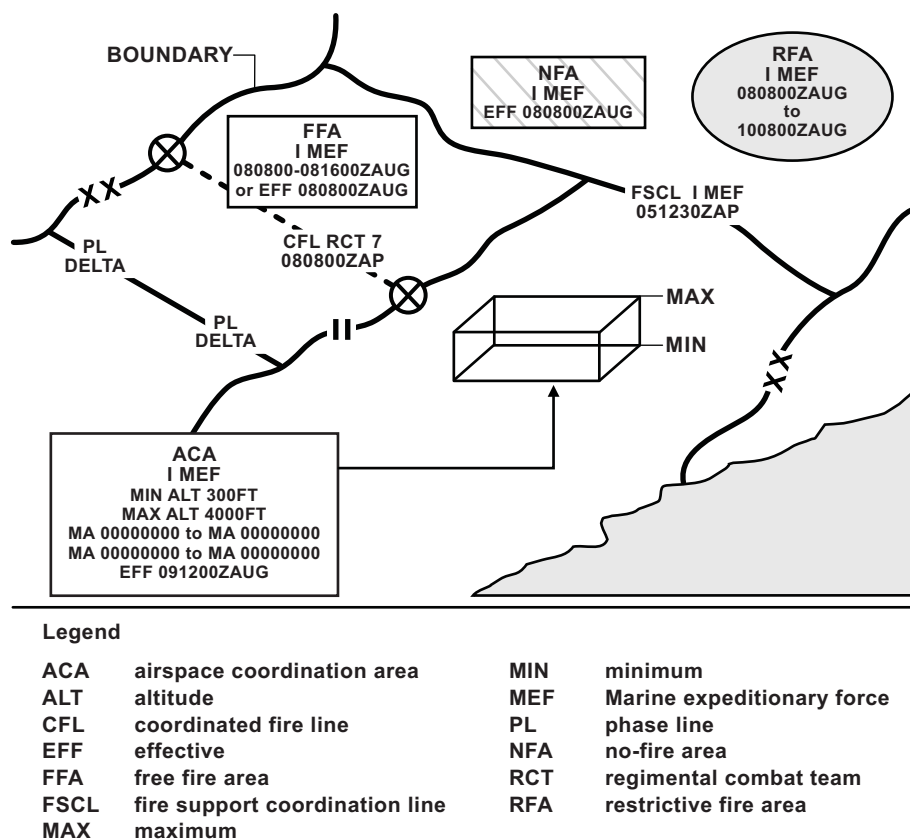 BOUNDARY
NFA
I MEF
EFF 080800ZAUG
RFA
I MEF
080800ZAUG
to
100800ZAUG
FFA
I MEF
080800-081600ZAUG
or EFF 080800ZAUG
XX
FSCL I MEF
051230ZAP
PL
DELTA
CFL RCT 7
080800ZAP
PL
DELTA
II
MAX
MIN
XX
ACA
I MEF
MIN ALT 300FT
MAX ALT 4000FT
MA 00000000 to MA 00000000
MA 00000000 to MA 00000000
EFF 091200ZAUG
Legend
ACA airspace coordination area
ALT altitude
CFL coordinated fire line
EFF effective
FFA free fire area
FSCL fire support coordination line
MAX maximum
MIN minimum
MEF Marine expeditionary force
PL phase line
NFA no-fire area
RCT regimental combat team
RFA restrictive fire area